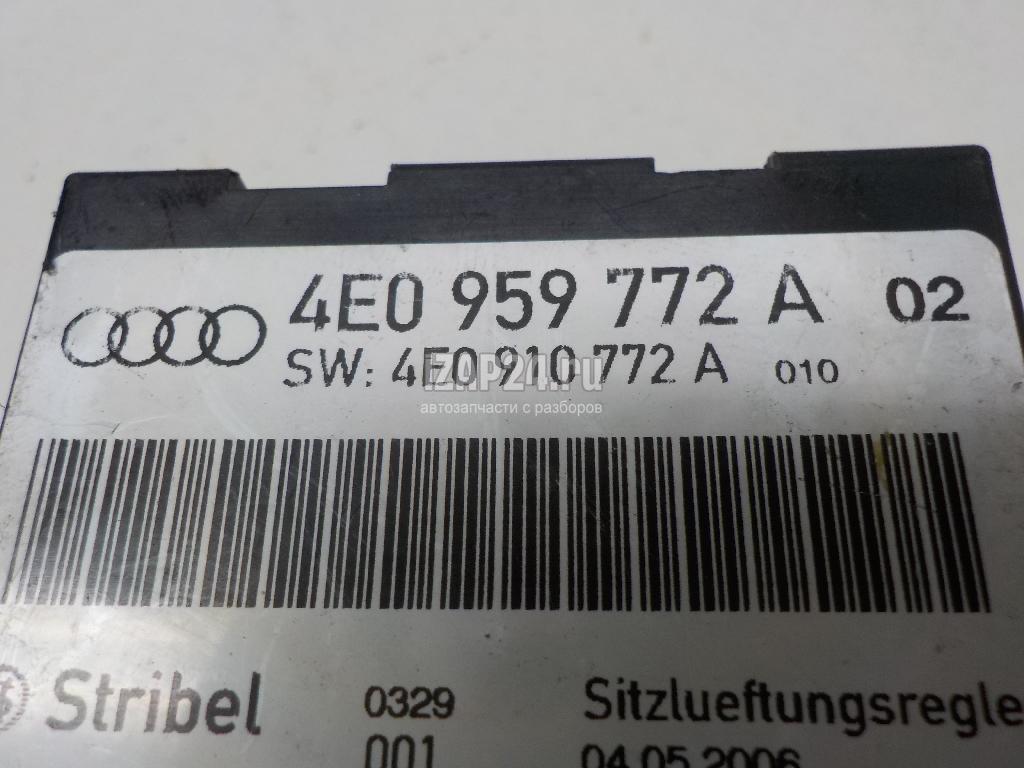 4E0 959 772 A 02
SW: 4E0 910 772 A 010
ZAP24.ru
автозапчасти с разборов
Stribel 0329 Sitzlueftungsregle
001 04.05.2006